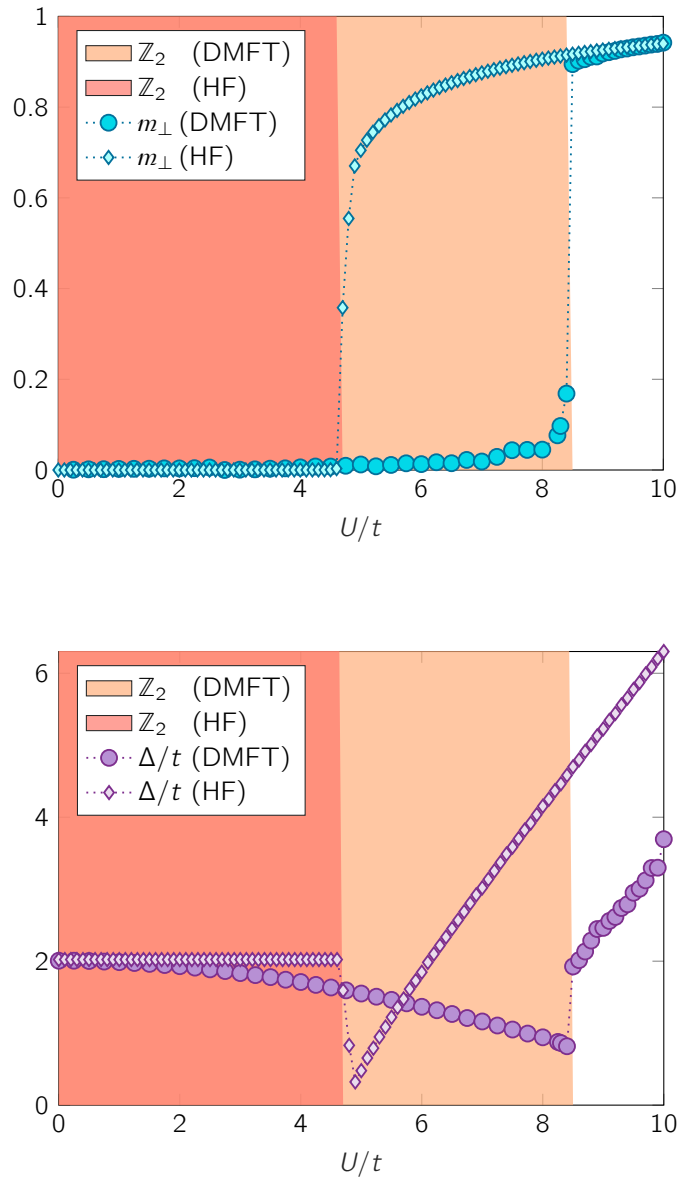 1
ℤ₂ (DMFT)
ℤ₂ (HF)
m⊥ (DMFT)
m⊥ (HF)
0.8
0.6
0.4
0.2
0
0 2 4 6 8 10
U/t
6
ℤ₂ (DMFT)
ℤ₂ (HF)
Δ/t (DMFT)
Δ/t (HF)
4
2
0
0 2 4 6 8 10
U/t